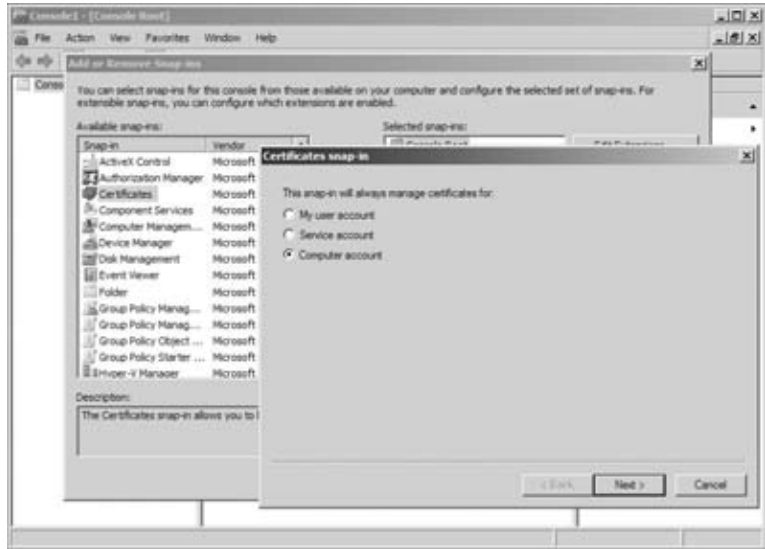 Console1 - [Console Root]
File Action View Favorites Window Help
Add or Remove Snap-ins
You can select snap-ins for this console from those available on your computer and configure the selected set of snap-ins. For
extensible snap-ins, you can configure which extensions are enabled.
Available snap-ins:
Selected snap-ins:
Snap-in Vendor
Console Root
Edit Extensions
ActiveX Control Microsoft
Authorization Manager Microsoft
Certificates Microsoft
Component Services Microsoft
Computer Managem... Microsoft
Device Manager Microsoft
Disk Management Microsoft
Event Viewer Microsoft
Folder Microsoft
Group Policy Manag... Microsoft
Group Policy Manag... Microsoft
Group Policy Object ... Microsoft
Group Policy Starter ... Microsoft
Hyper-V Manager Microsoft
Description:
The Certificates snap-in allows you to
Certificates snap-in
This snap-in will always manage certificates for:
My user account
Service account
Computer account
< Back
Next >
Cancel